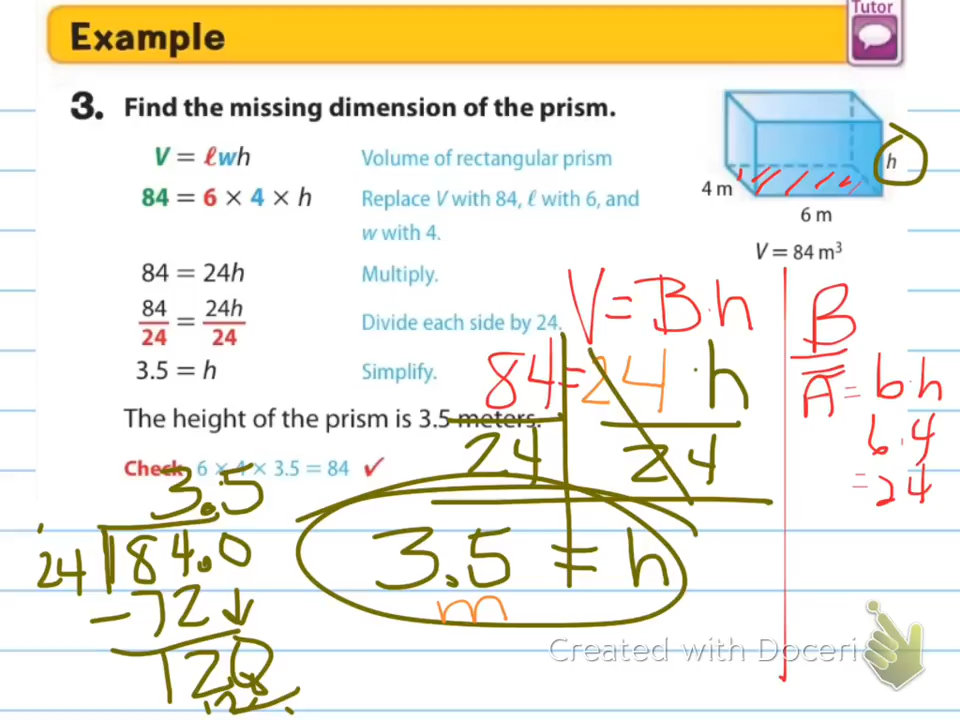 Tutor
Example
3. Find the missing dimension of the prism.
V = ℓwh Volume of rectangular prism
84 = 6 × 4 × h Replace V with 84, ℓ with 6, and
w with 4.
84 = 24h Multiply.
84/24 = 24h/24 Divide each side by 24.
3.5 = h Simplify.
The height of the prism is 3.5 meters.
Check 6 × 4 × 3.5 = 84 ✓
h
4 m
6 m
V = 84 m³
V = B·h
84 = 24 · h
24 24
3.5 = h
m
B
A = b·h
6.4
= 24
3.5
24 84.0
-72
120
Created with Doceri